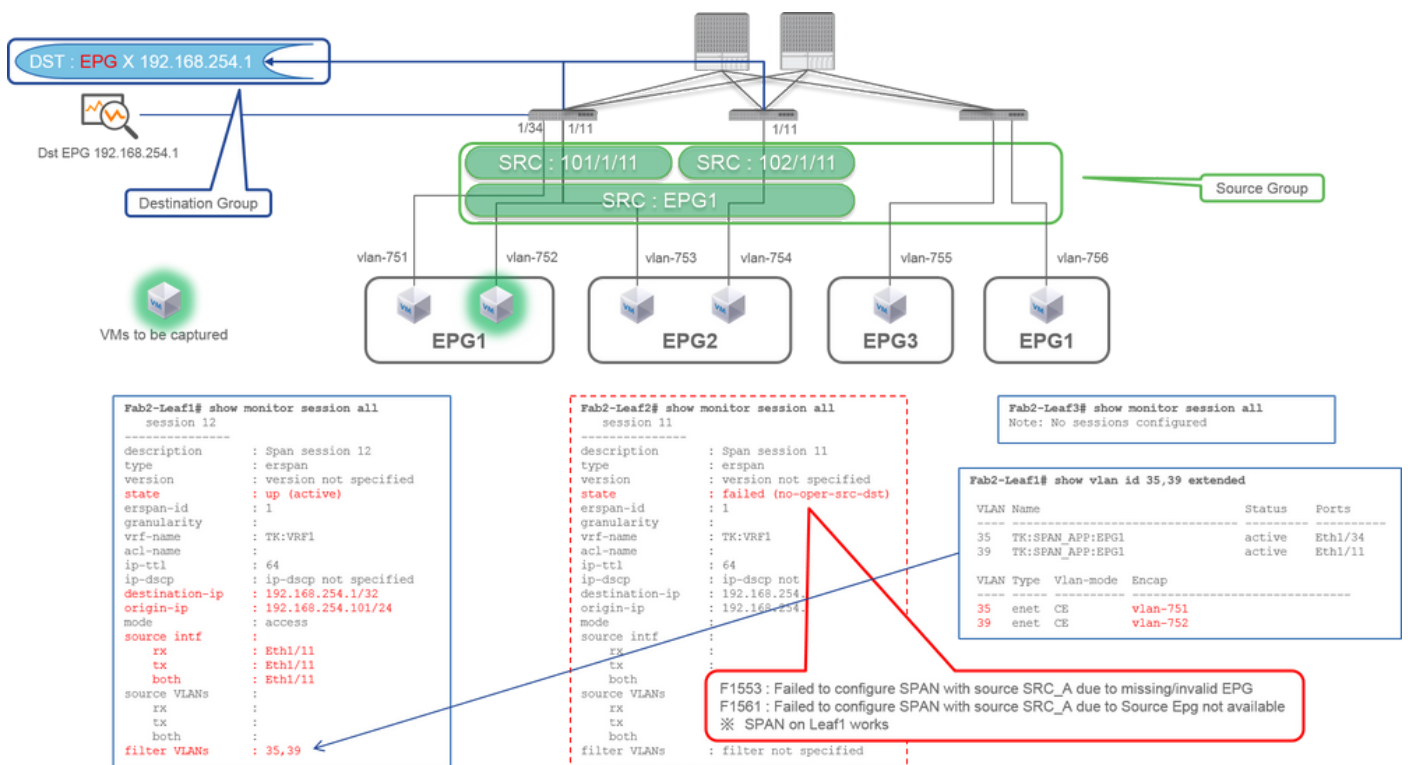 DST : EPG X 192.168.254.1
Dst EPG 192.168.254.1
Destination Group
1/34 1/11
1/11
SRC : 101/1/11
SRC : 102/1/11
SRC : EPG1
Source Group
vlan-751
vlan-752
vlan-753
vlan-754
vlan-755
vlan-756
VM
VM
VM
VM
VM
VM
VM
VMs to be captured
EPG1
EPG2
EPG3
EPG1
Fab2-Leaf1# show monitor session all
session 12
---------------
description : Span session 12
type : erspan
version : version not specified
state : up (active)
erspan-id : 1
granularity :
vrf-name : TK:VRF1
acl-name :
ip-ttl : 64
ip-dscp : ip-dscp not specified
destination-ip : 192.168.254.1/32
origin-ip : 192.168.254.101/24
mode : access
source intf :
rx : Eth1/11
tx : Eth1/11
both : Eth1/11
source VLANs :
rx :
tx :
both :
filter VLANs : 35,39
Fab2-Leaf2# show monitor session all
session 11
---------------
description : Span session 11
type : erspan
version : version not specified
state : failed (no-oper-src-dst)
erspan-id : 1
granularity :
vrf-name : TK:VRF1
acl-name :
ip-ttl : 64
ip-dscp : ip-dscp not
destination-ip : 192.168.254.
origin-ip : 192.168.254.
mode :
source intf :
rx :
tx :
both :
source VLANs
rx
tx
both
filter VLANs : filter not specified
F1553 : Failed to configure SPAN with source SRC_A due to missing/invalid EPG
F1561 : Failed to configure SPAN with source SRC_A due to Source Epg not available
※ SPAN on Leaf1 works
Fab2-Leaf3# show monitor session all
Note: No sessions configured
Fab2-Leaf1# show vlan id 35,39 extended
VLAN Name Status Ports
---- -------------------------------- --------- ----------
35 TK:SPAN_APP:EPG1 active Eth1/34
39 TK:SPAN_APP:EPG1 active Eth1/11
VLAN Type Vlan-mode Encap
---- ----- ---------- -------------------------------
35 enet CE vlan-751
39 enet CE vlan-752